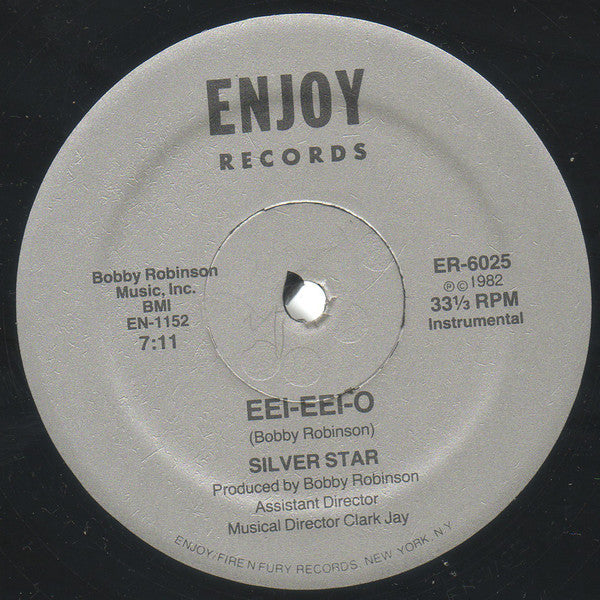 ENJOY
RECORDS
Bobby Robinson
Music, Inc.
BMI
EN-1152
7:11
ER-6025
℗ © 1982
33⅓ RPM
Instrumental
EEI-EEI-O
(Bobby Robinson)
SILVER STAR
Produced by Bobby Robinson
Assistant Director
Musical Director Clark Jay
ENJOY/FIRE N FURY RECORDS, NEW YORK, N.Y.